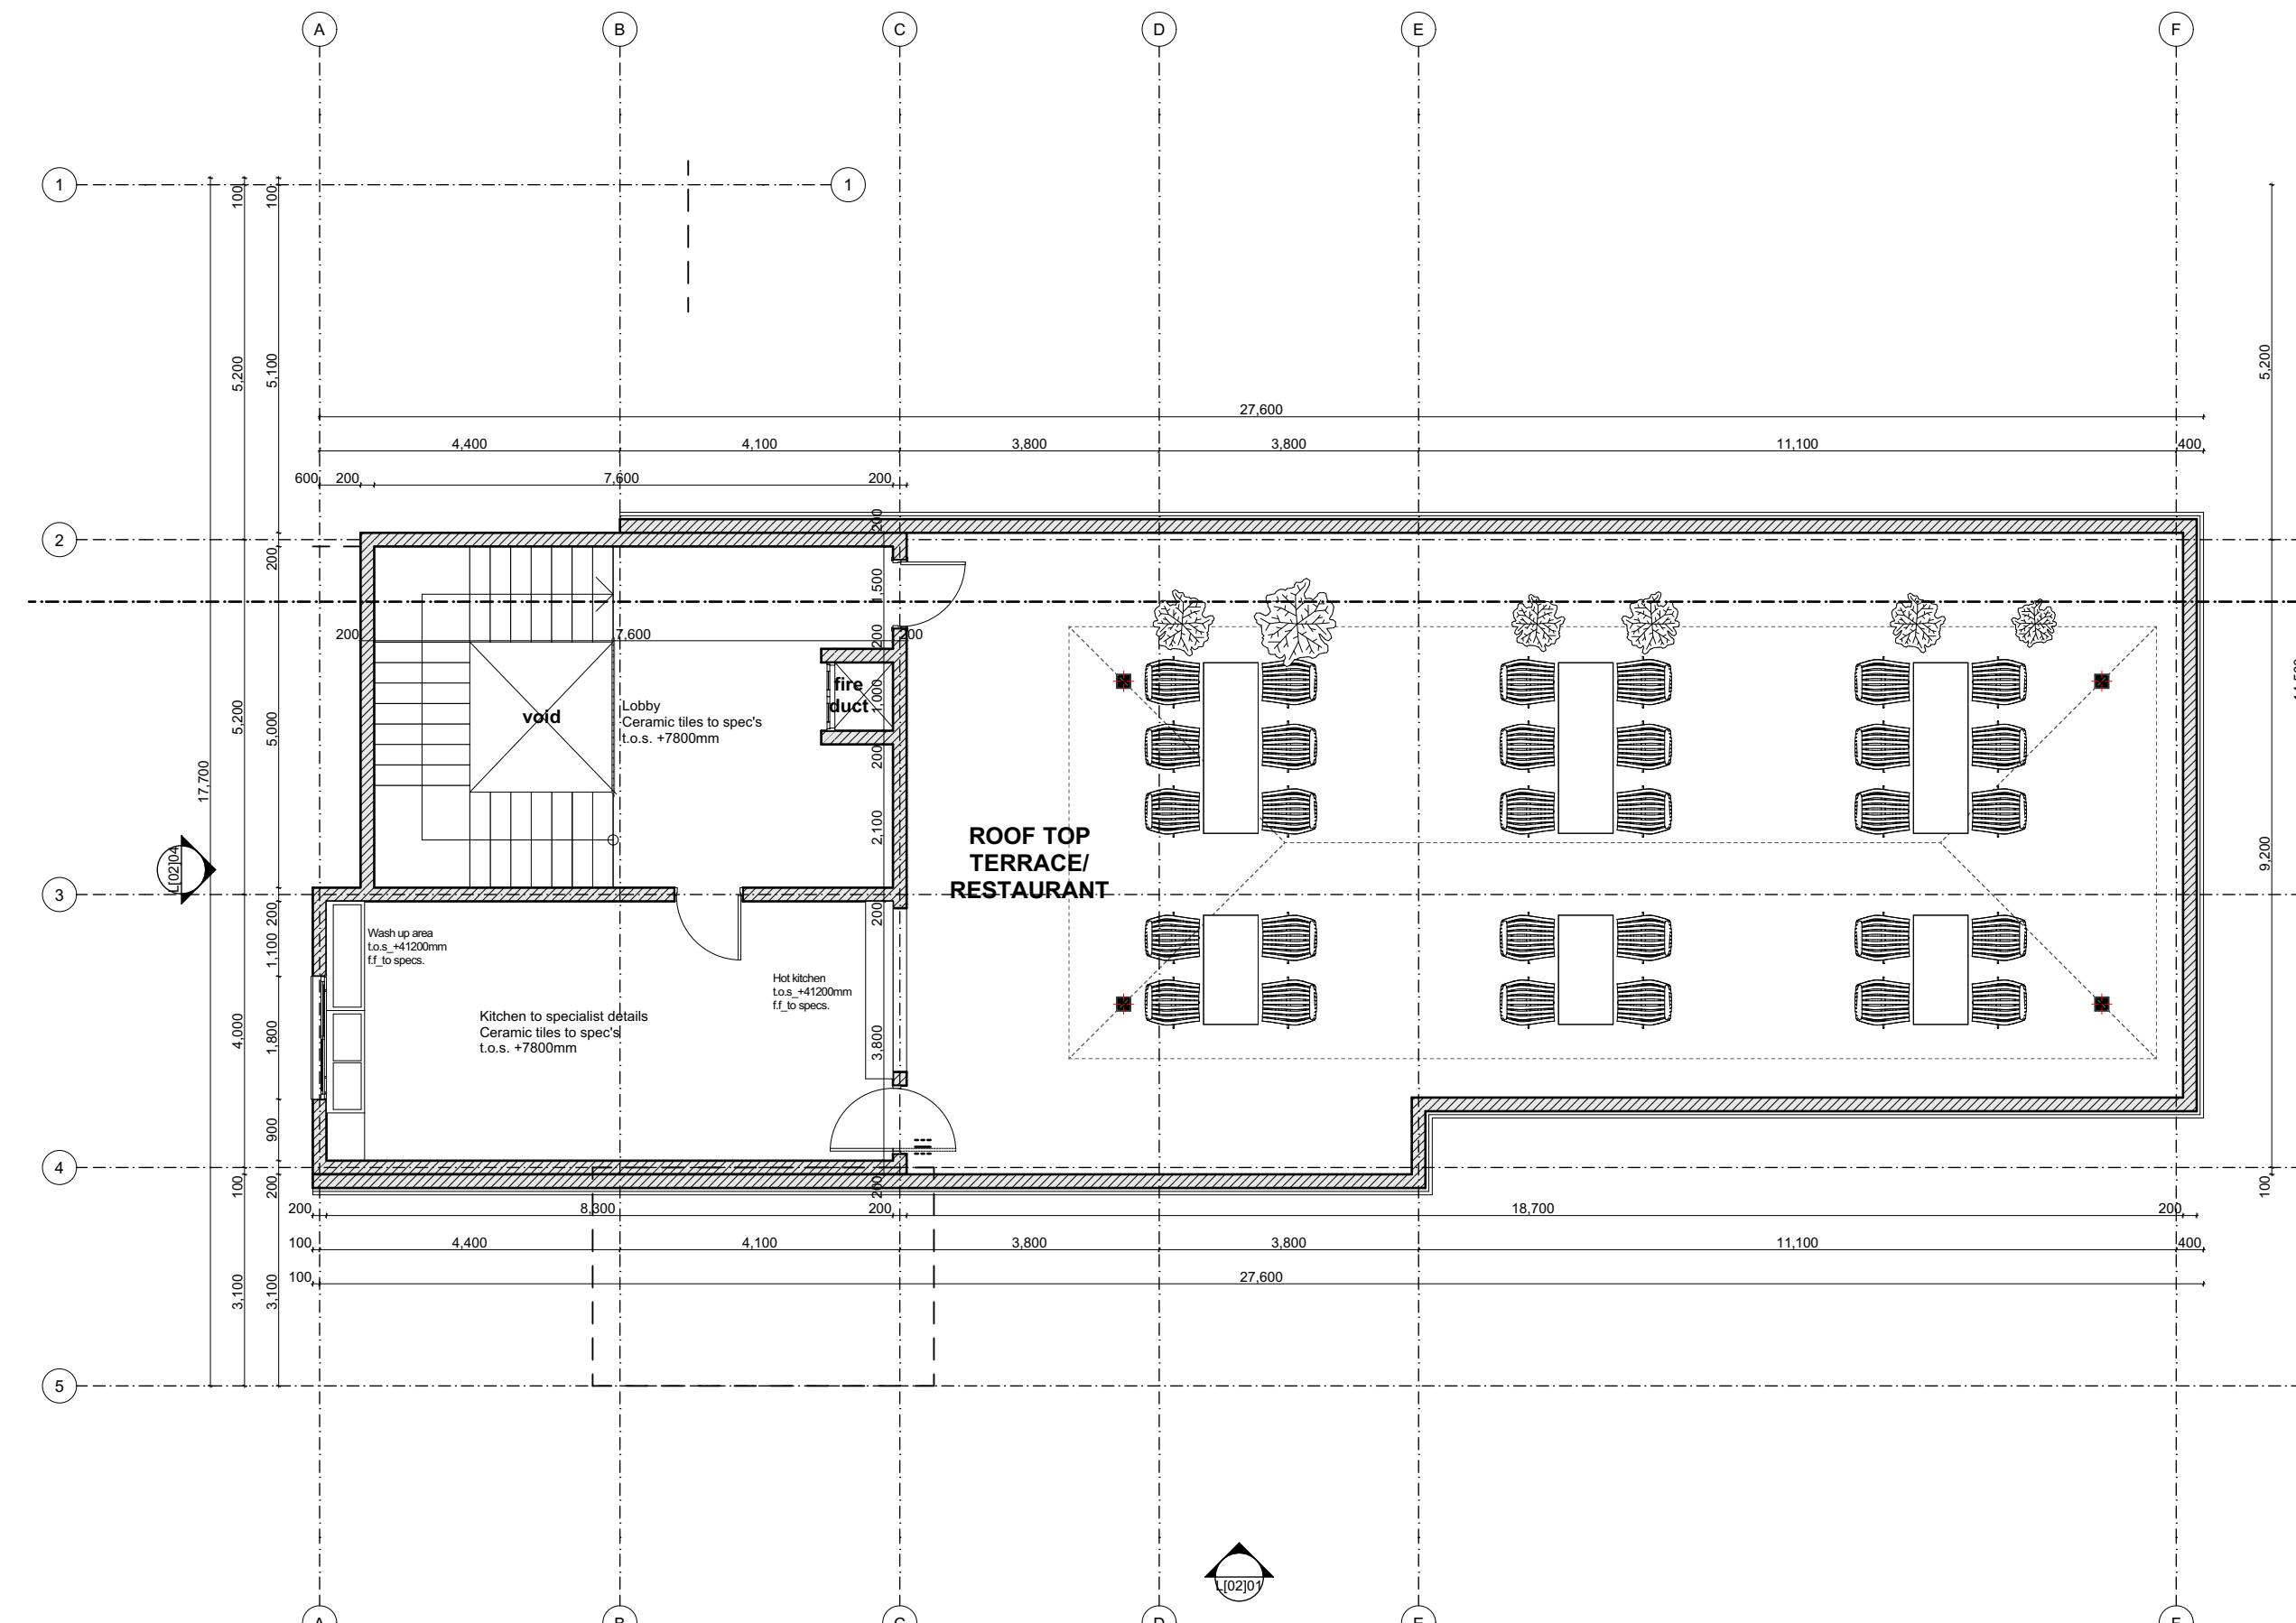 A B C D E F
1 1
100 100
5,200 5,100 5,200
27,600
4,400 4,100 3,800 3,800 11,100 400
600 200 7,600 200
200
2
200
1,500
200 7,600 200
200
fire
duct
1,000
void
Lobby
Ceramic tiles to spec's
t.o.s. +7800mm
5,200 5,000
200
17,700
2,100
ROOF TOP
TERRACE/
RESTAURANT
9,200
L[02]04
3
200 200
Wash up area
t.o.s_+41200mm
f.f_to specs.
1,100
Hot kitchen
t.o.s_+41200mm
f.f_to specs.
Kitchen to specialist details
Ceramic tiles to spec's
t.o.s. +7800mm
4,000 1,800 3,800
900
4
100 200 200 100
200 8,300 200 18,700 200
100 4,400 4,100 3,800 3,800 11,100 400
100 27,600
3,100 3,100
5
L[02]01
A B C D E F